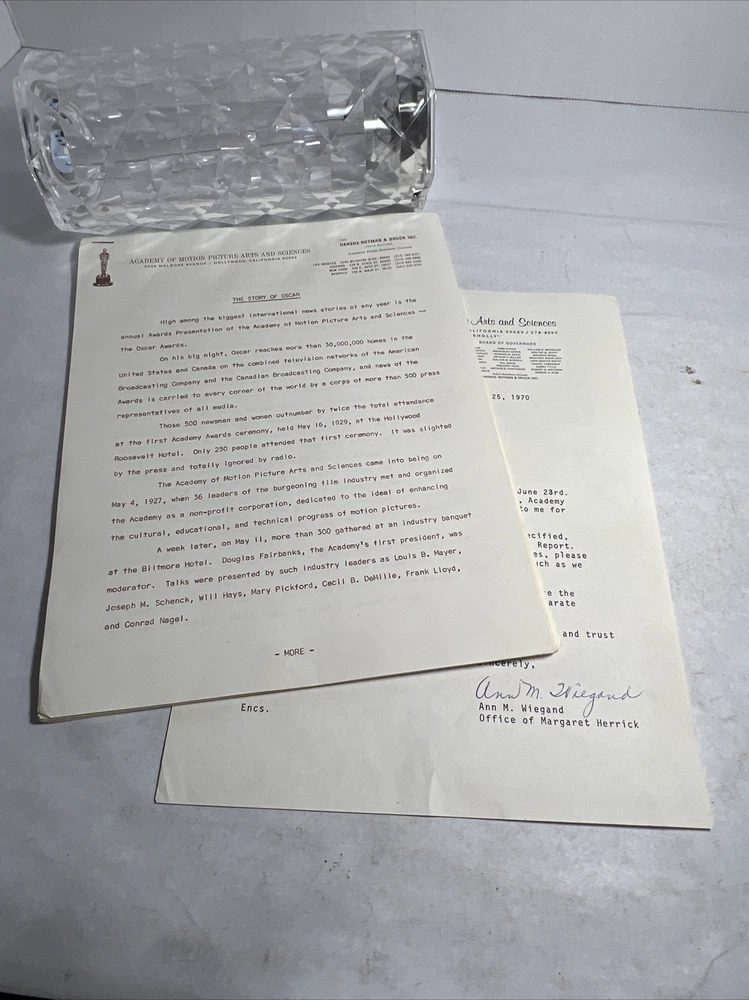 ACADEMY OF MOTION PICTURE ARTS AND SCIENCES
9038 MELROSE AVENUE / HOLLYWOOD, CALIFORNIA 90069
HARSHE-ROTMAN & DRUCK INC.
THE STORY OF OSCAR
High among the biggest international news stories of any year is the
annual Awards Presentation of the Academy of Motion Picture Arts and Sciences --
the Oscar Awards.
On his big night, Oscar reaches more than 30,000,000 homes in the
United States and Canada on the combined television networks of the American
Broadcasting Company and the Canadian Broadcasting Company, and news of the
Awards is carried to every corner of the world by a corps of more than 500 press
representatives of all media.
Those 500 newsmen and women outnumber by twice the total attendance
at the first Academy Awards ceremony, held May 16, 1929, at the Hollywood
Roosevelt Hotel. Only 250 people attended that first ceremony. It was slighted
by the press and totally ignored by radio.
The Academy of Motion Picture Arts and Sciences came into being on
May 4, 1927, when 36 leaders of the burgeoning film industry met and organized
the Academy as a non-profit corporation, dedicated to the ideal of enhancing
the cultural, educational, and technical progress of motion pictures.
A week later, on May 11, more than 300 gathered at an industry banquet
at the Biltmore Hotel. Douglas Fairbanks, the Academy's first president, was
moderator. Talks were presented by such industry leaders as Louis B. Mayer,
Joseph M. Schenck, Will Hays, Mary Pickford, Cecil B. DeMille, Frank Lloyd,
and Conrad Nagel.
- MORE -
Arts and Sciences
BOARD OF GOVERNORS
25, 1970
June 23rd.
, Academy
to me for
ecified,
Report.
es, please
uch as we
e the
arate
and trust
Sincerely,
Ann M. Wiegand
Ann M. Wiegand
Office of Margaret Herrick
Encs.